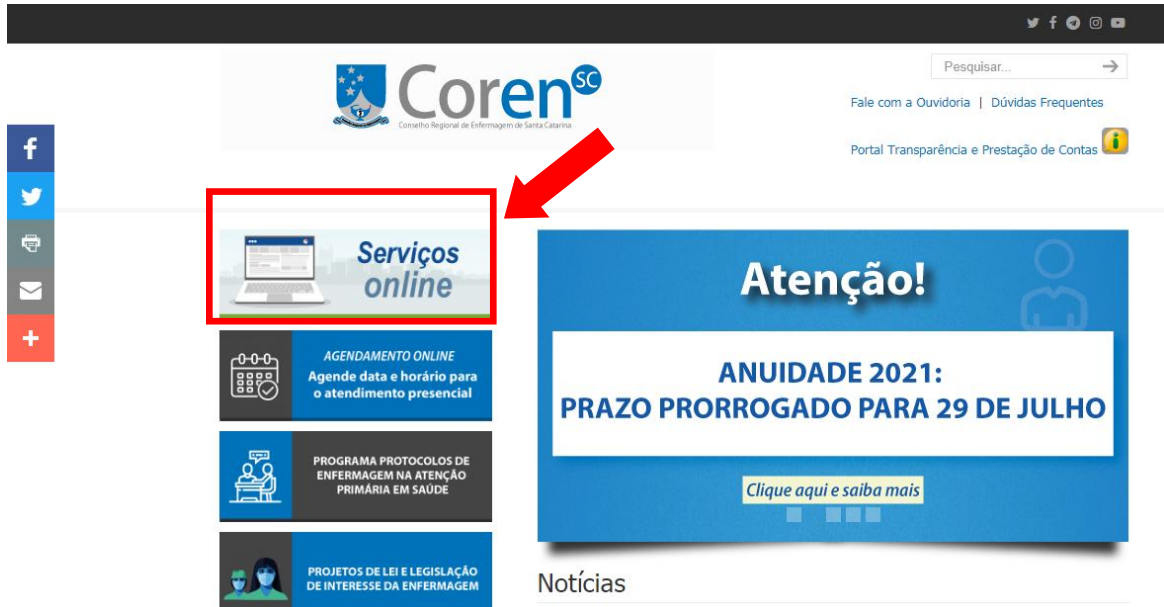 Pesquisar...
Coren SC
Conselho Regional de Enfermagem de Santa Catarina
Fale com a Ouvidoria | Dúvidas Frequentes
Portal Transparência e Prestação de Contas
Serviços
online
AGENDAMENTO ONLINE
Agende data e horário para
o atendimento presencial
PROGRAMA PROTOCOLOS DE
ENFERMAGEM NA ATENÇÃO
PRIMÁRIA EM SAÚDE
PROJETOS DE LEI E LEGISLAÇÃO
DE INTERESSE DA ENFERMAGEM
Atenção!
ANUIDADE 2021:
PRAZO PRORROGADO PARA 29 DE JULHO
Clique aqui e saiba mais
Notícias